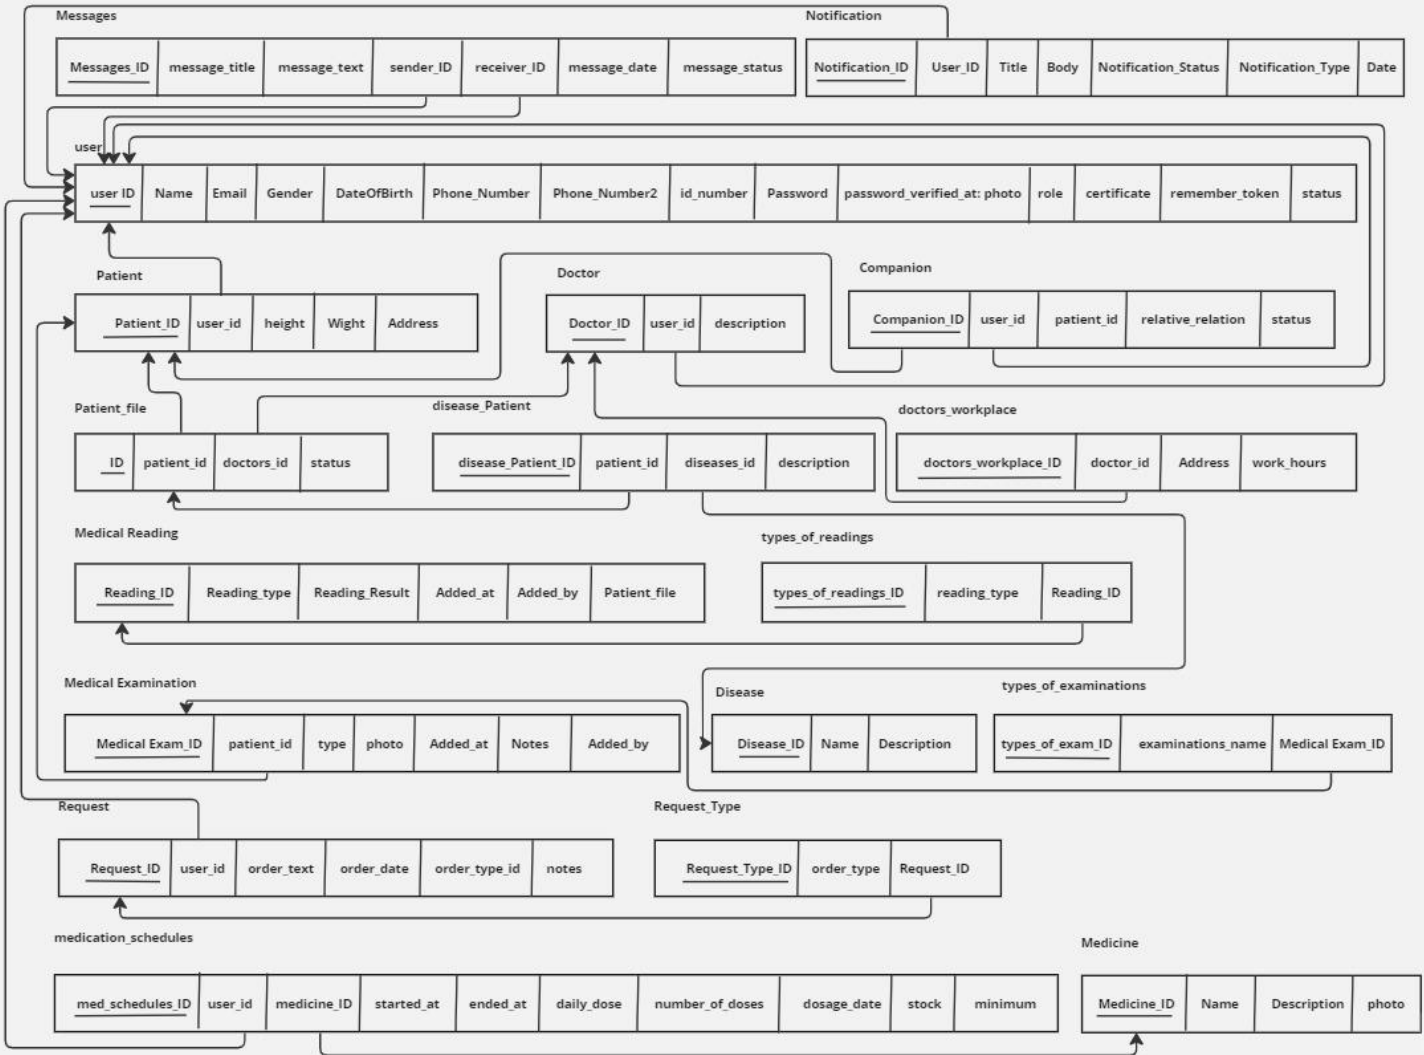 Messages
Messages_ID message_title message_text sender_ID receiver_ID message_date message_status
Notification
Notification_ID User_ID Title Body Notification_Status Notification_Type Date
user
user ID Name Email Gender DateOfBirth Phone_Number Phone_Number2 id_number Password password_verified_at: photo role certificate remember_token status
Patient
Patient_ID user_id height Wight Address
Doctor
Doctor_ID user_id description
Companion
Companion_ID user_id patient_id relative_relation status
Patient_file
ID patient_id doctors_id status
disease_Patient
disease_Patient_ID patient_id diseases_id description
doctors_workplace
doctors_workplace_ID doctor_id Address work_hours
Medical Reading
Reading_ID Reading_type Reading_Result Added_at Added_by Patient_file
types_of_readings
types_of_readings_ID reading_type Reading_ID
Medical Examination
Medical Exam_ID patient_id type photo Added_at Notes Added_by
Disease
Disease_ID Name Description
types_of_examinations
types_of_exam_ID examinations_name Medical Exam_ID
Request
Request_ID user_id order_text order_date order_type_id notes
Request_Type
Request_Type_ID order_type Request_ID
medication_schedules
med_schedules_ID user_id medicine_ID started_at ended_at daily_dose number_of_doses dosage_date stock minimum
Medicine
Medicine_ID Name Description photo